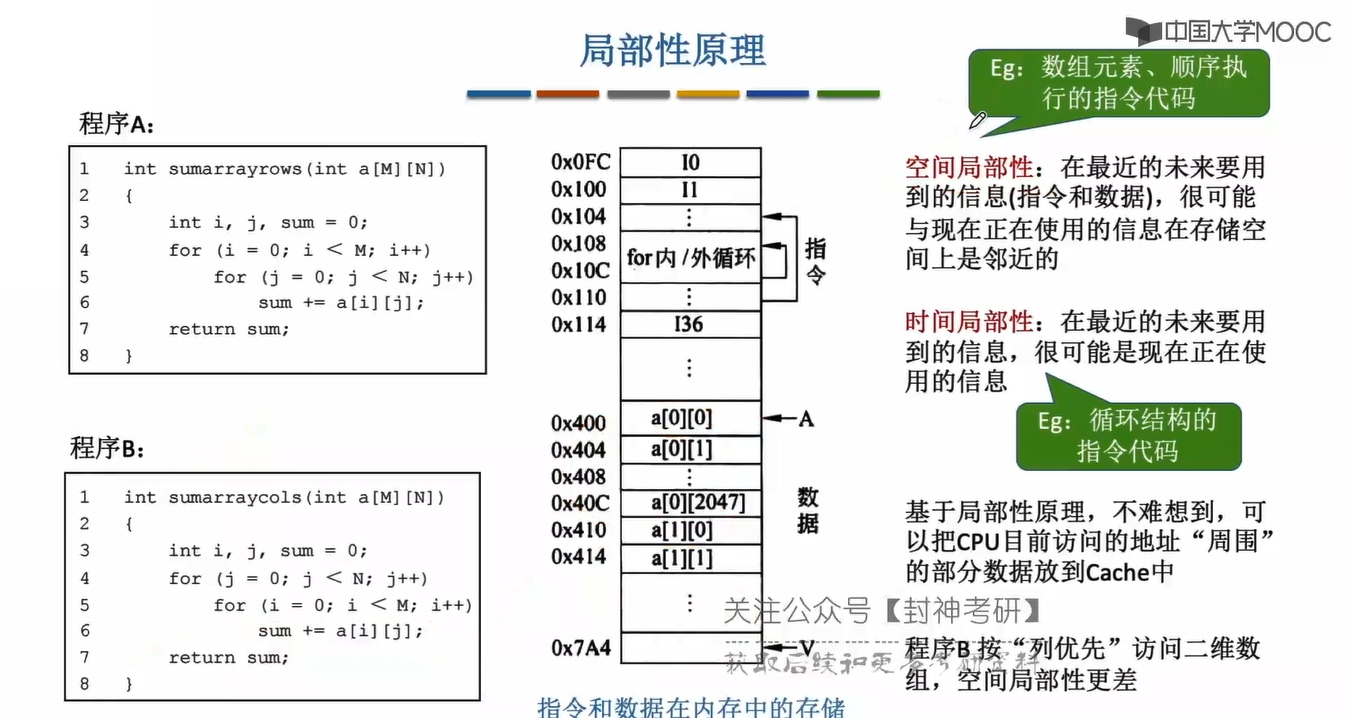 中国大学MOOC
局部性原理
Eg：数组元素、顺序执
行的指令代码
程序A：
1 int sumarrayrows(int a[M][N])
2 {
3 int i, j, sum = 0;
4 for (i = 0; i < M; i++)
5 for (j = 0; j < N; j++)
6 sum += a[i][j];
7 return sum;
8 }
程序B：
1 int sumarraycols(int a[M][N])
2 {
3 int i, j, sum = 0;
4 for (j = 0; j < N; j++)
5 for (i = 0; i < M; i++)
6 sum += a[i][j];
7 return sum;
8 }
0x0FC I0
0x100 I1
0x104 ⋮
0x108
for内/外循环
0x10C
0x110 ⋮
0x114 I36
⋮
指令
0x400 a[0][0] A
0x404 a[0][1]
0x408 ⋮
0x40C a[0][2047]
0x410 a[1][0]
0x414 a[1][1]
⋮
数据
0x7A4 V
指令和数据在内存中的存储
空间局部性：在最近的未来要用
到的信息(指令和数据)，很可能
与现在正在使用的信息在存储空
间上是邻近的
时间局部性：在最近的未来要用
到的信息，很可能是现在正在使
用的信息
Eg：循环结构的
指令代码
基于局部性原理，不难想到，可
以把CPU目前访问的地址“周围”
的部分数据放到Cache中
关注公众号【封神考研】
获取后续和更多考研资料
程序B 按“列优先”访问二维数
组，空间局部性更差